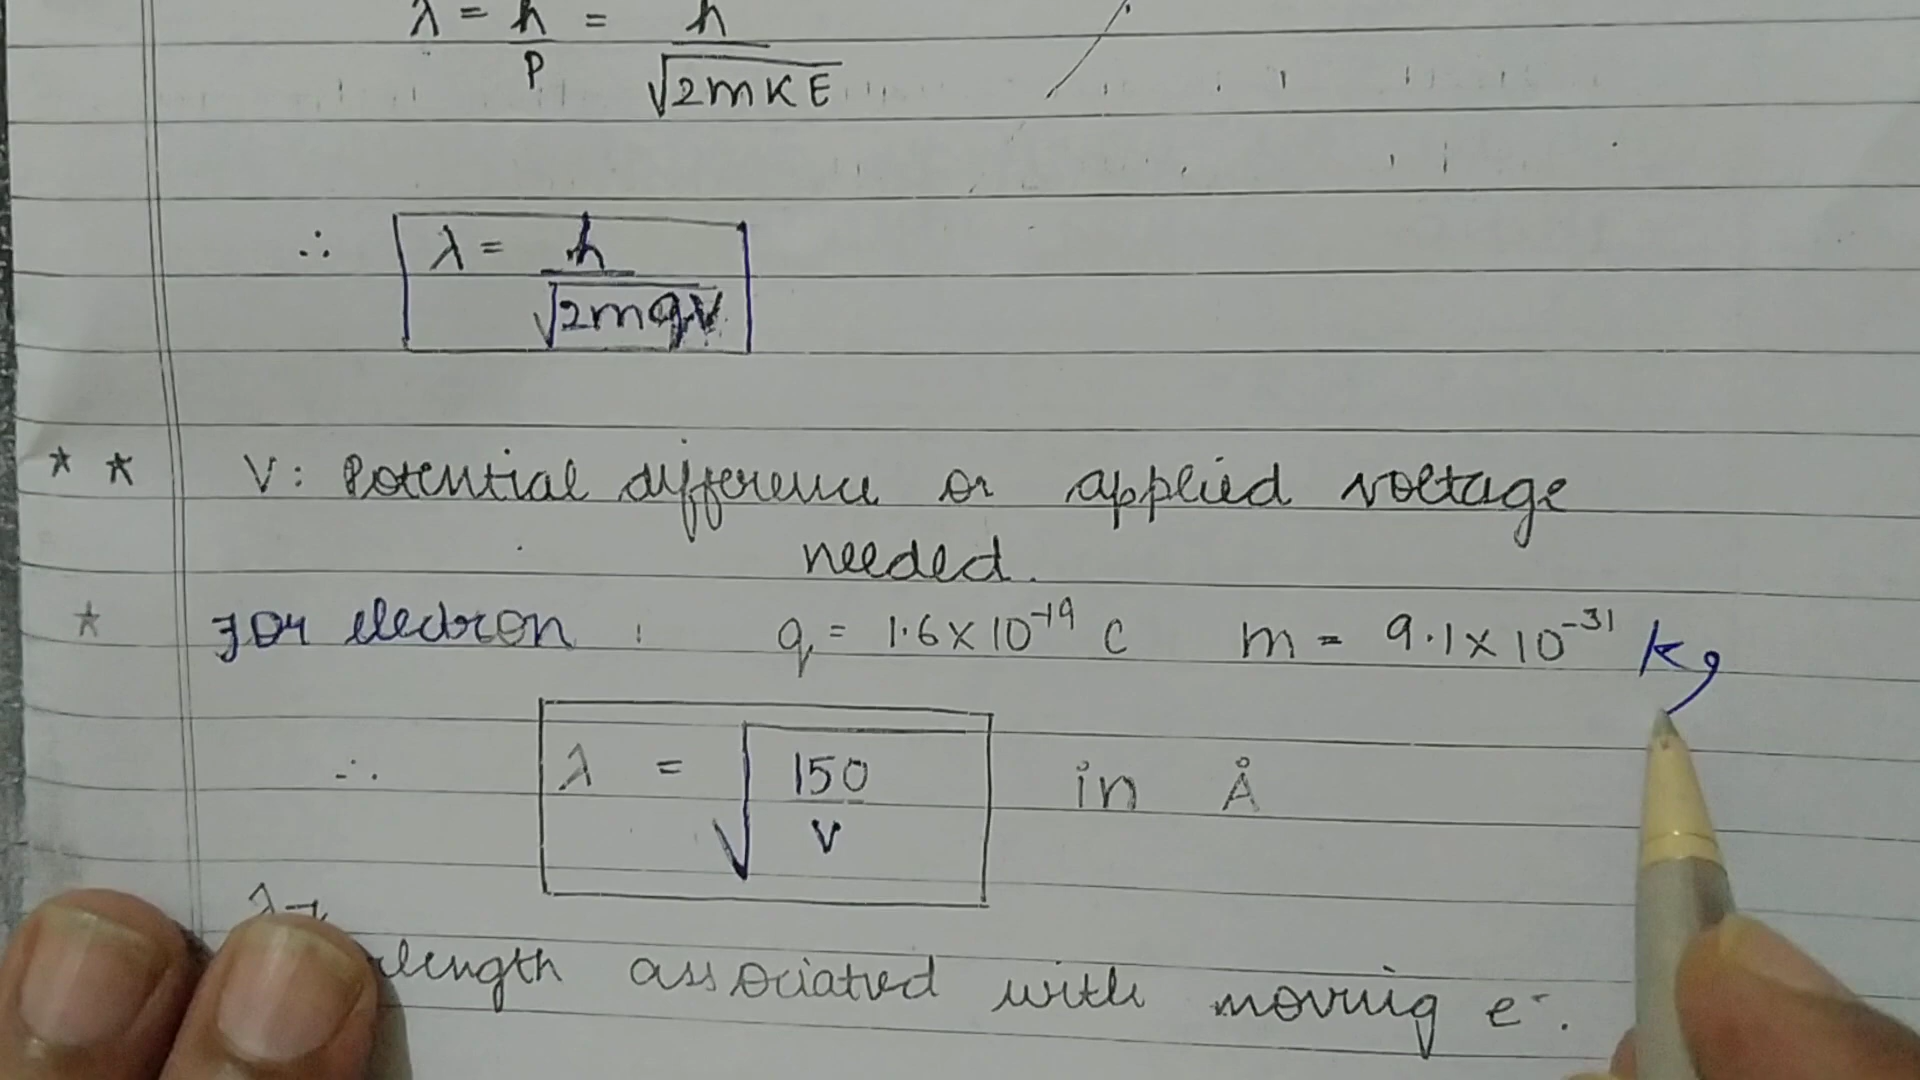 λ = h/P = h/√2mKE
∴ λ = h/√2mqV
** V: Potential difference or applied voltage
needed.
* For electron : q = 1.6×10⁻¹⁹ C m = 9.1×10⁻³¹ Kg
∴ λ = √150/V in Å
λ→
length associated with moving e⁻.